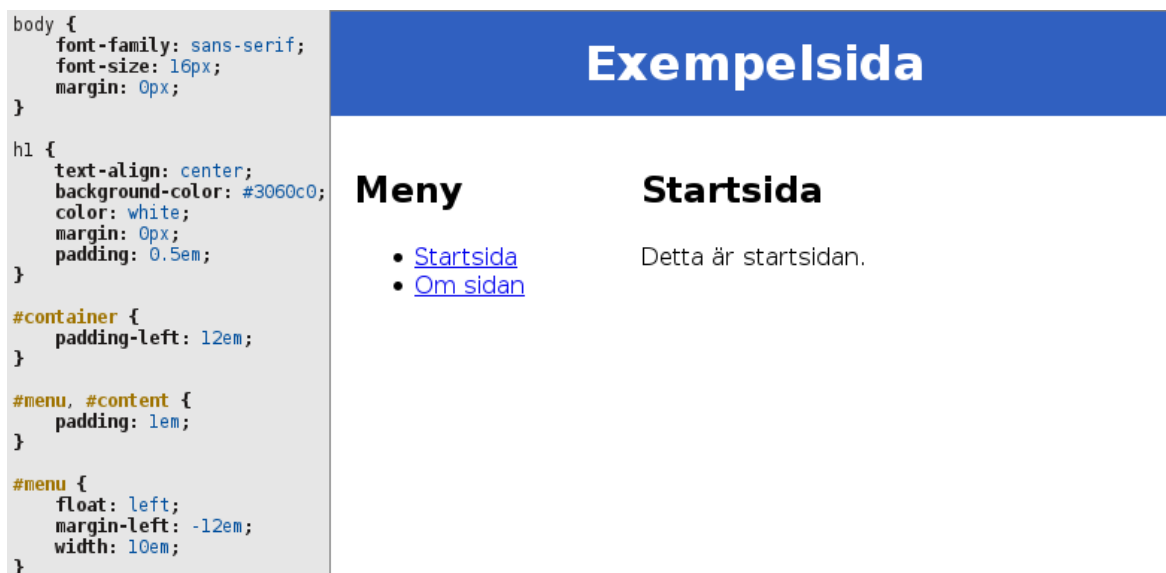 body {
    font-family: sans-serif;
    font-size: 16px;
    margin: 0px;
}
h1 {
    text-align: center;
    background-color: #3060c0;
    color: white;
    margin: 0px;
    padding: 0.5em;
}
#container {
    padding-left: 12em;
}
#menu, #content {
    padding: 1em;
}
#menu {
    float: left;
    margin-left: -12em;
    width: 10em;
}
Exempelsida
Meny
• Startsida
• Om sidan
Startsida
Detta är startsidan.